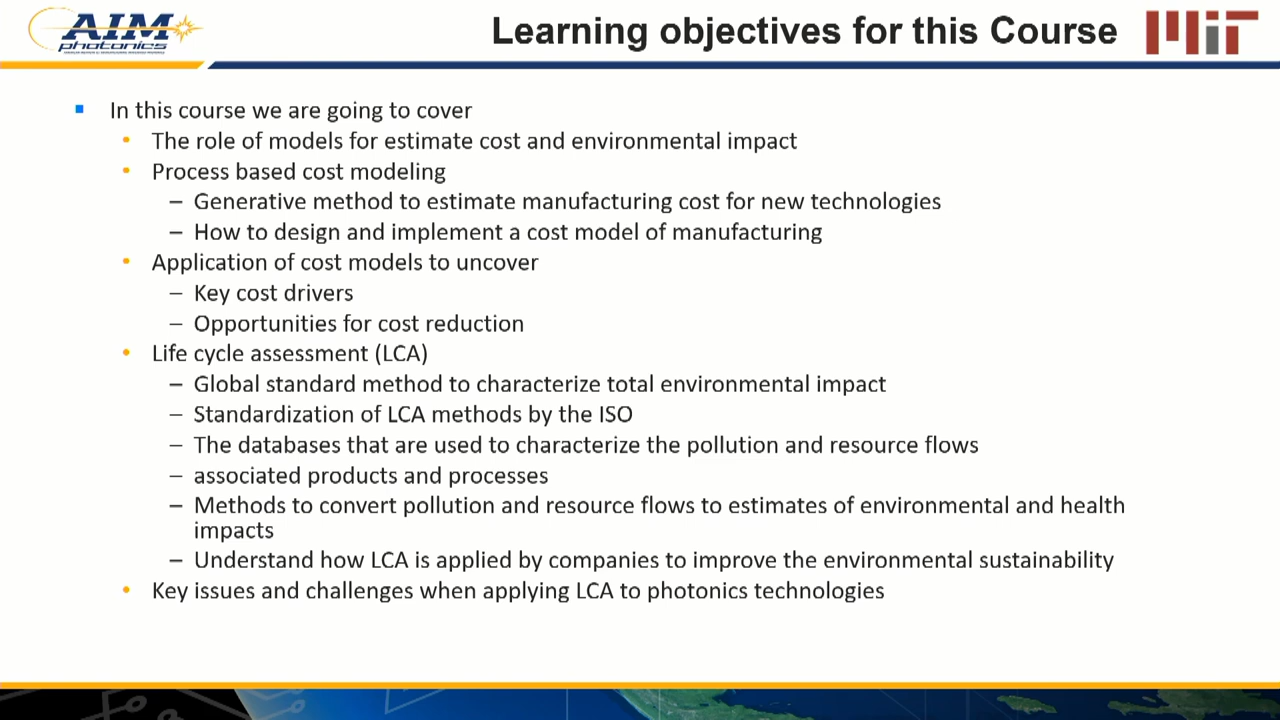 AIM photonics
Learning objectives for this Course
MIT
In this course we are going to cover
The role of models for estimate cost and environmental impact
Process based cost modeling
– Generative method to estimate manufacturing cost for new technologies
– How to design and implement a cost model of manufacturing
Application of cost models to uncover
– Key cost drivers
– Opportunities for cost reduction
Life cycle assessment (LCA)
– Global standard method to characterize total environmental impact
– Standardization of LCA methods by the ISO
– The databases that are used to characterize the pollution and resource flows
– associated products and processes
– Methods to convert pollution and resource flows to estimates of environmental and health
impacts
– Understand how LCA is applied by companies to improve the environmental sustainability
Key issues and challenges when applying LCA to photonics technologies